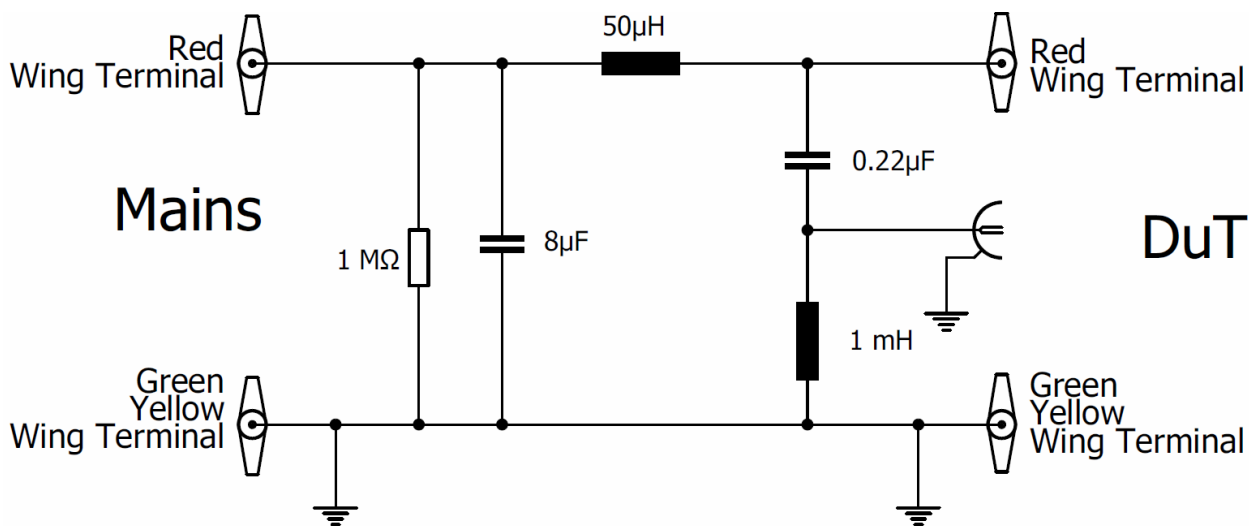 50µH
Red
Wing Terminal
Red
Wing Terminal
0.22µF
Mains
DuT
8µF
1 MΩ
1 mH
Green
Yellow
Wing Terminal
Green
Yellow
Wing Terminal